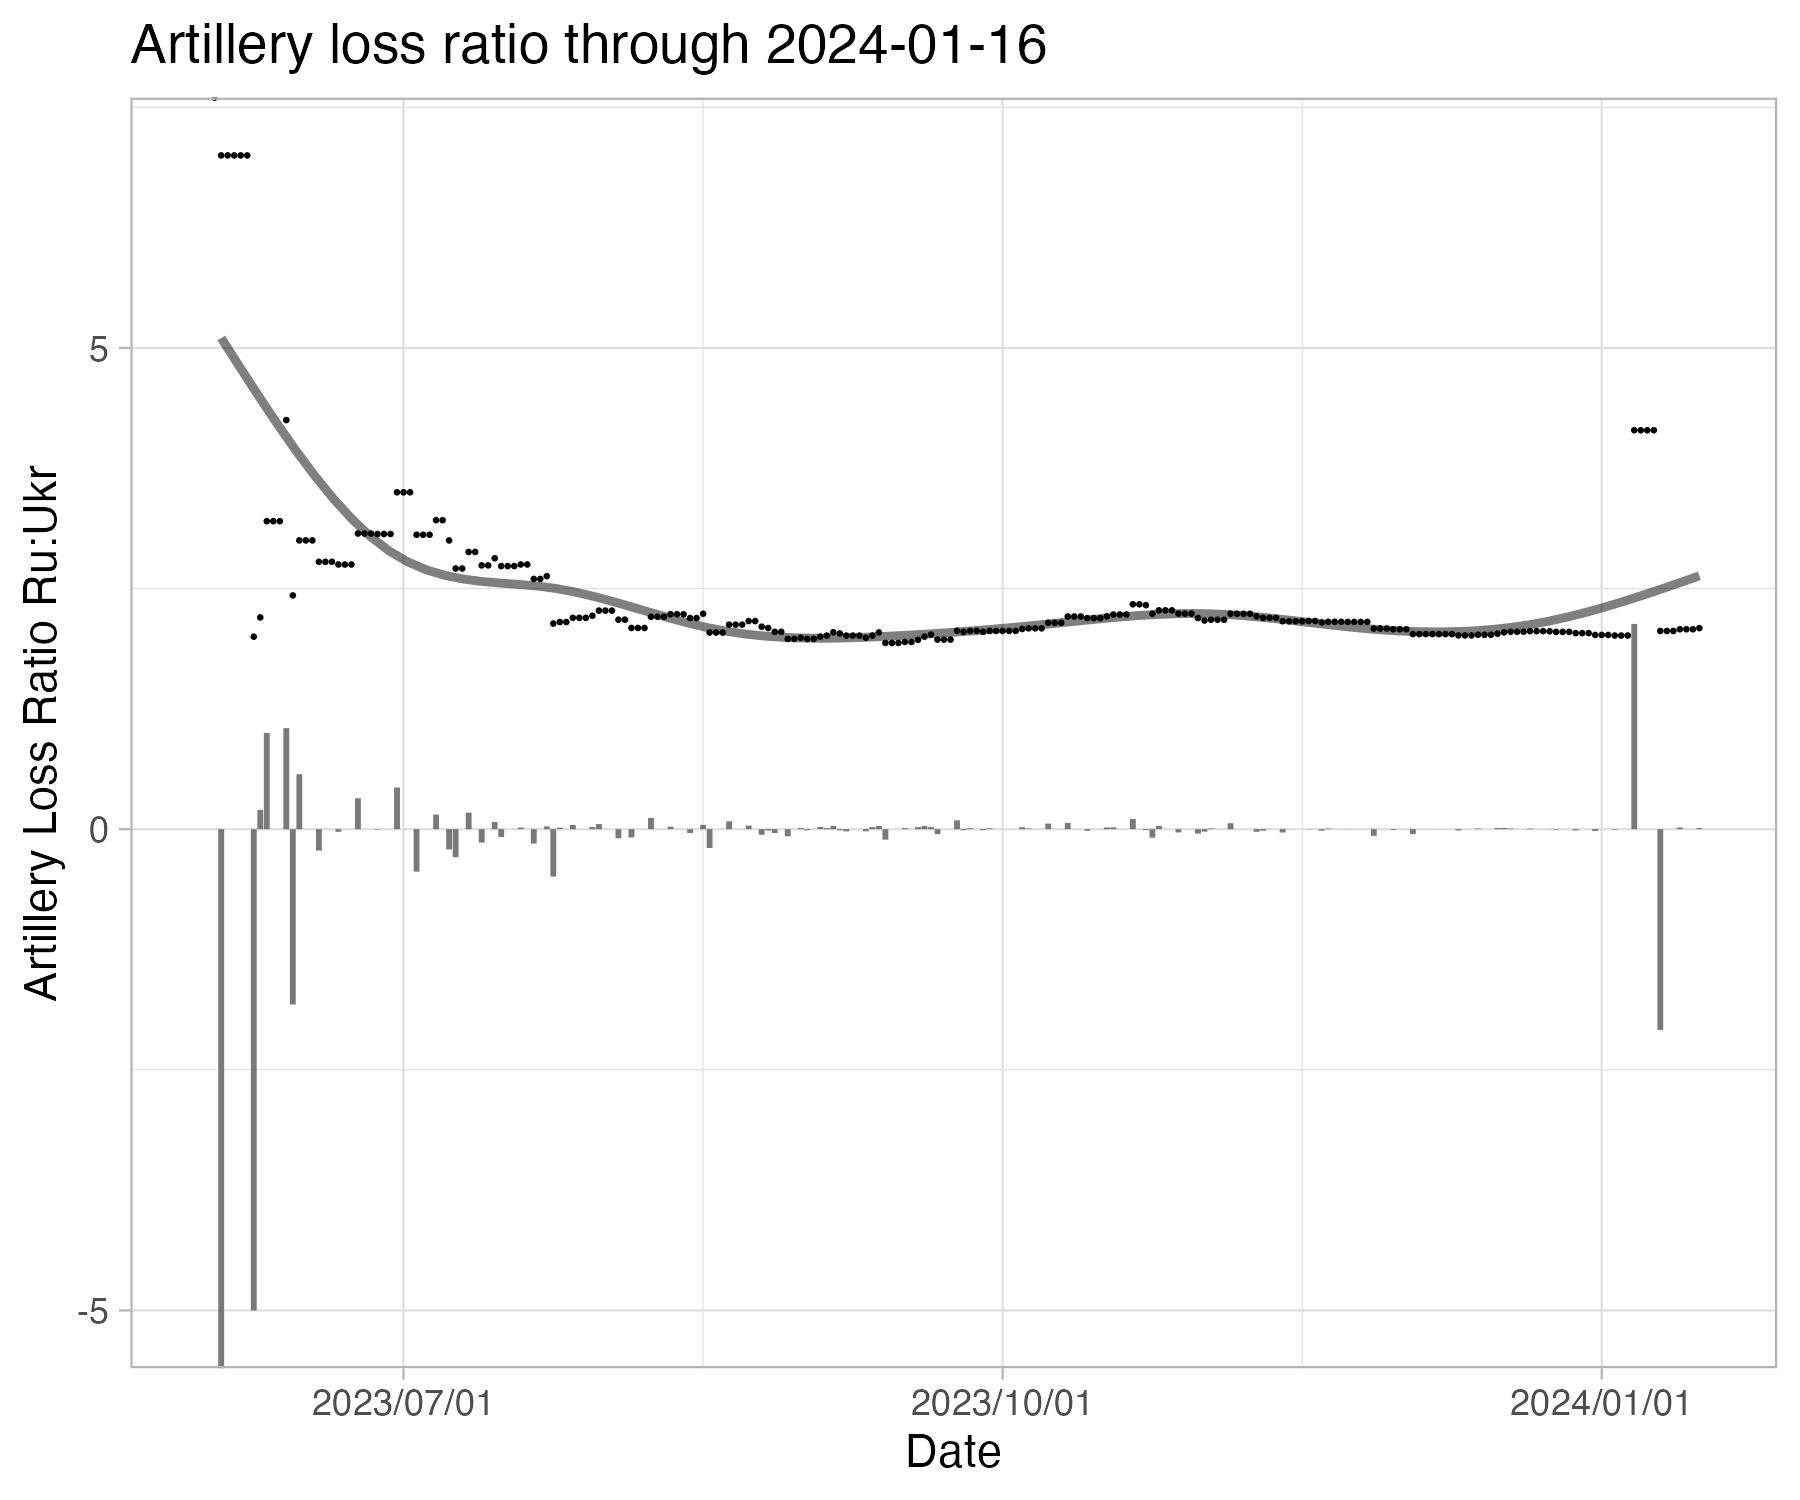 Artillery loss ratio through 2024-01-16
Artillery Loss Ratio Ru:Ukr
5
0
-5
2023/07/01
2023/10/01
2024/01/01
Date